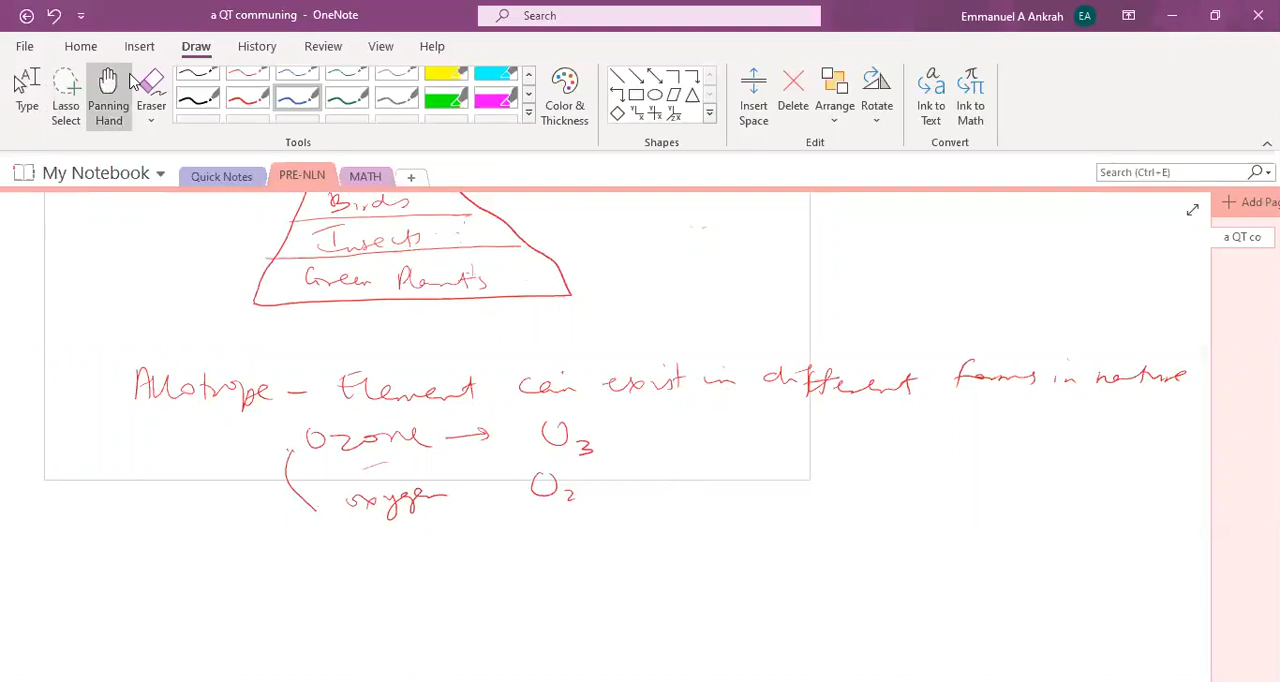 a QT communing - OneNote
Search
Emmanuel A Ankrah
EA
File
Home
Insert
Draw
History
Review
View
Help
Type
Lasso Select
Panning Hand
Eraser
Color & Thickness
Insert Space
Delete
Arrange
Rotate
Ink to Text
Ink to Math
Tools
Shapes
Edit
Convert
My Notebook
Quick Notes
PRE-NLN
MATH
Search (Ctrl+E)
Add Pag
a QT co
Birds
Insects
Green Plants
Allotrope - Element can exist in different forms in nature
Ozone → O3
oxygen O2